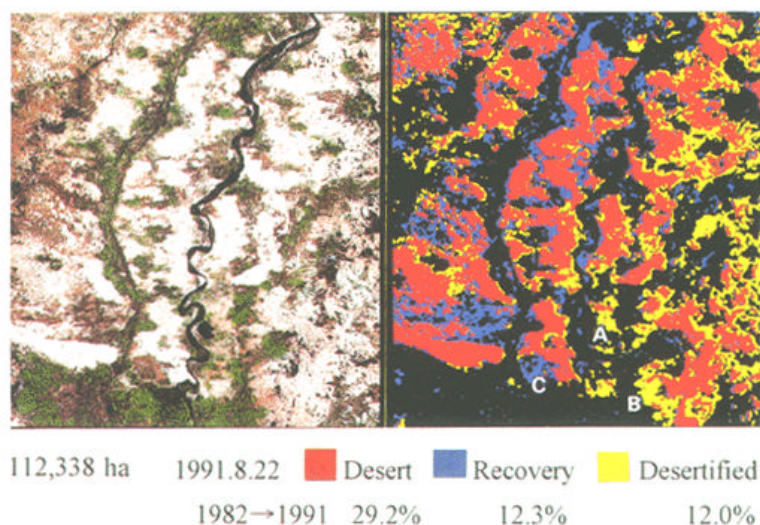 A
C
B
112,338 ha 1991.8.22 Desert Recovery Desertified
1982→1991 29.2% 12.3% 12.0%